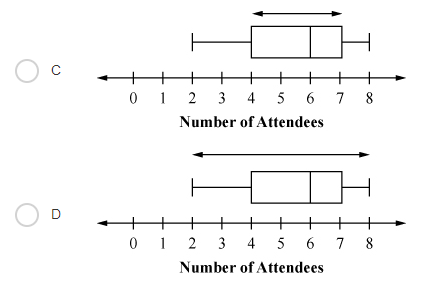 C
0 1 2 3 4 5 6 7 8
Number of Attendees
D
0 1 2 3 4 5 6 7 8
Number of Attendees